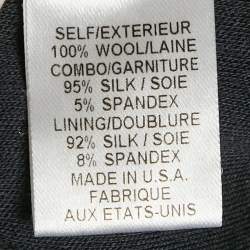 SELF/EXTERIEUR
100% WOOL/LAINE
COMBO/GARNITURE
95% SILK / SOIE
5% SPANDEX
LINING/DOUBLURE
92% SILK / SOIE
8% SPANDEX
MADE IN U.S.A.
FABRIQUE
AUX ETATS-UNIS